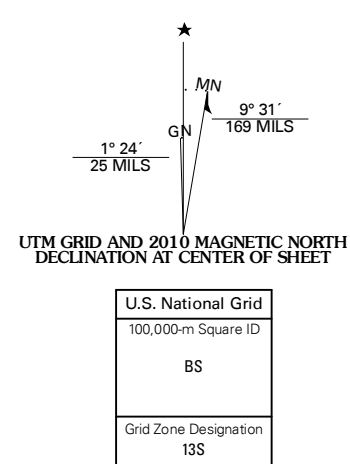 ★
MN
GN
9° 31´
169 MILS
1° 24´
25 MILS
UTM GRID AND 2010 MAGNETIC NORTH
DECLINATION AT CENTER OF SHEET
U.S. National Grid
100,000-m Square ID
BS
Grid Zone Designation
13S